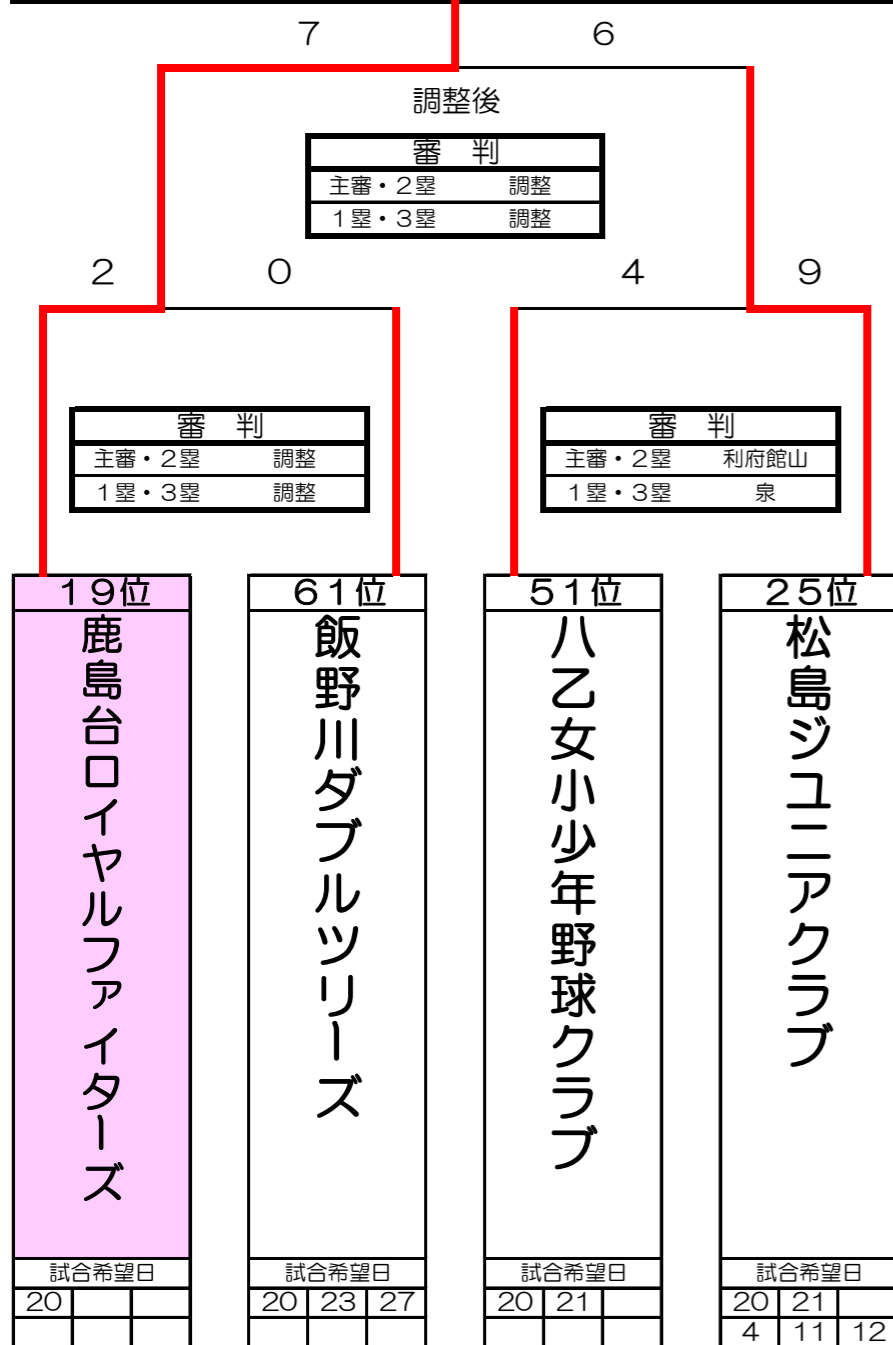 7 6
調整後
審 判
主審・2塁 調整
1塁・3塁 調整
2 0 4 9
審 判
主審・2塁 調整
1塁・3塁 調整
審 判
主審・2塁 利府館山
1塁・3塁 泉
19位
鹿島台ロイヤルファイターズ
試合希望日
20
61位
飯野川ダブルツリーズ
試合希望日
20 23 27
51位
八乙女小少年野球クラブ
試合希望日
20 21
25位
松島ジュニアクラブ
試合希望日
20 21
4 11 12